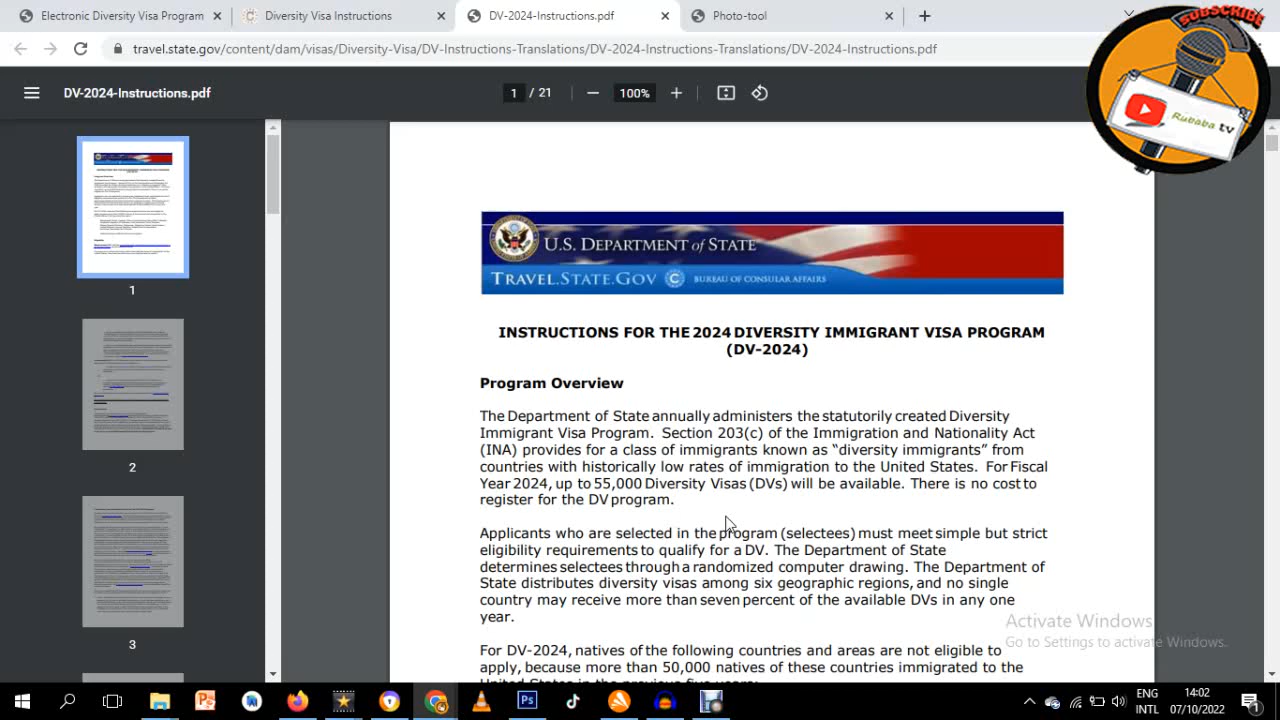 Electronic Diversity Visa Program
Diversity Visa Instructions
DV-2024-Instructions.pdf
Photo-tool
travel.state.gov/content/dam/visas/Diversity-Visa/DV-Instructions-Translations/DV-2024-Instructions-Translations/DV-2024-Instructions.pdf
SUBSCRIBE
Rubaba tv
DV-2024-Instructions.pdf
1 / 21
100%
U.S. DEPARTMENT of STATE
TRAVEL.STATE.GOV C BUREAU OF CONSULAR AFFAIRS
INSTRUCTIONS FOR THE 2024 DIVERSITY IMMIGRANT VISA PROGRAM
(DV-2024)
Program Overview
The Department of State annually administers the statutorily created Diversity
Immigrant Visa Program. Section 203(c) of the Immigration and Nationality Act
(INA) provides for a class of immigrants known as “diversity immigrants” from
countries with historically low rates of immigration to the United States. For Fiscal
Year 2024, up to 55,000 Diversity Visas (DVs) will be available. There is no cost to
register for the DV program.
Applicants who are selected in the program (selectees) must meet simple but strict
eligibility requirements to qualify for a DV. The Department of State
determines selectees through a randomized computer drawing. The Department of
State distributes diversity visas among six geographic regions, and no single
country may receive more than seven percent of the available DVs in any one
year.
For DV-2024, natives of the following countries and areas are not eligible to
apply, because more than 50,000 natives of these countries immigrated to the
United States in the previous five years:
1
2
3
Activate Windows
Go to Settings to activate Windows.
ENG
INTL
14:02
07/10/2022